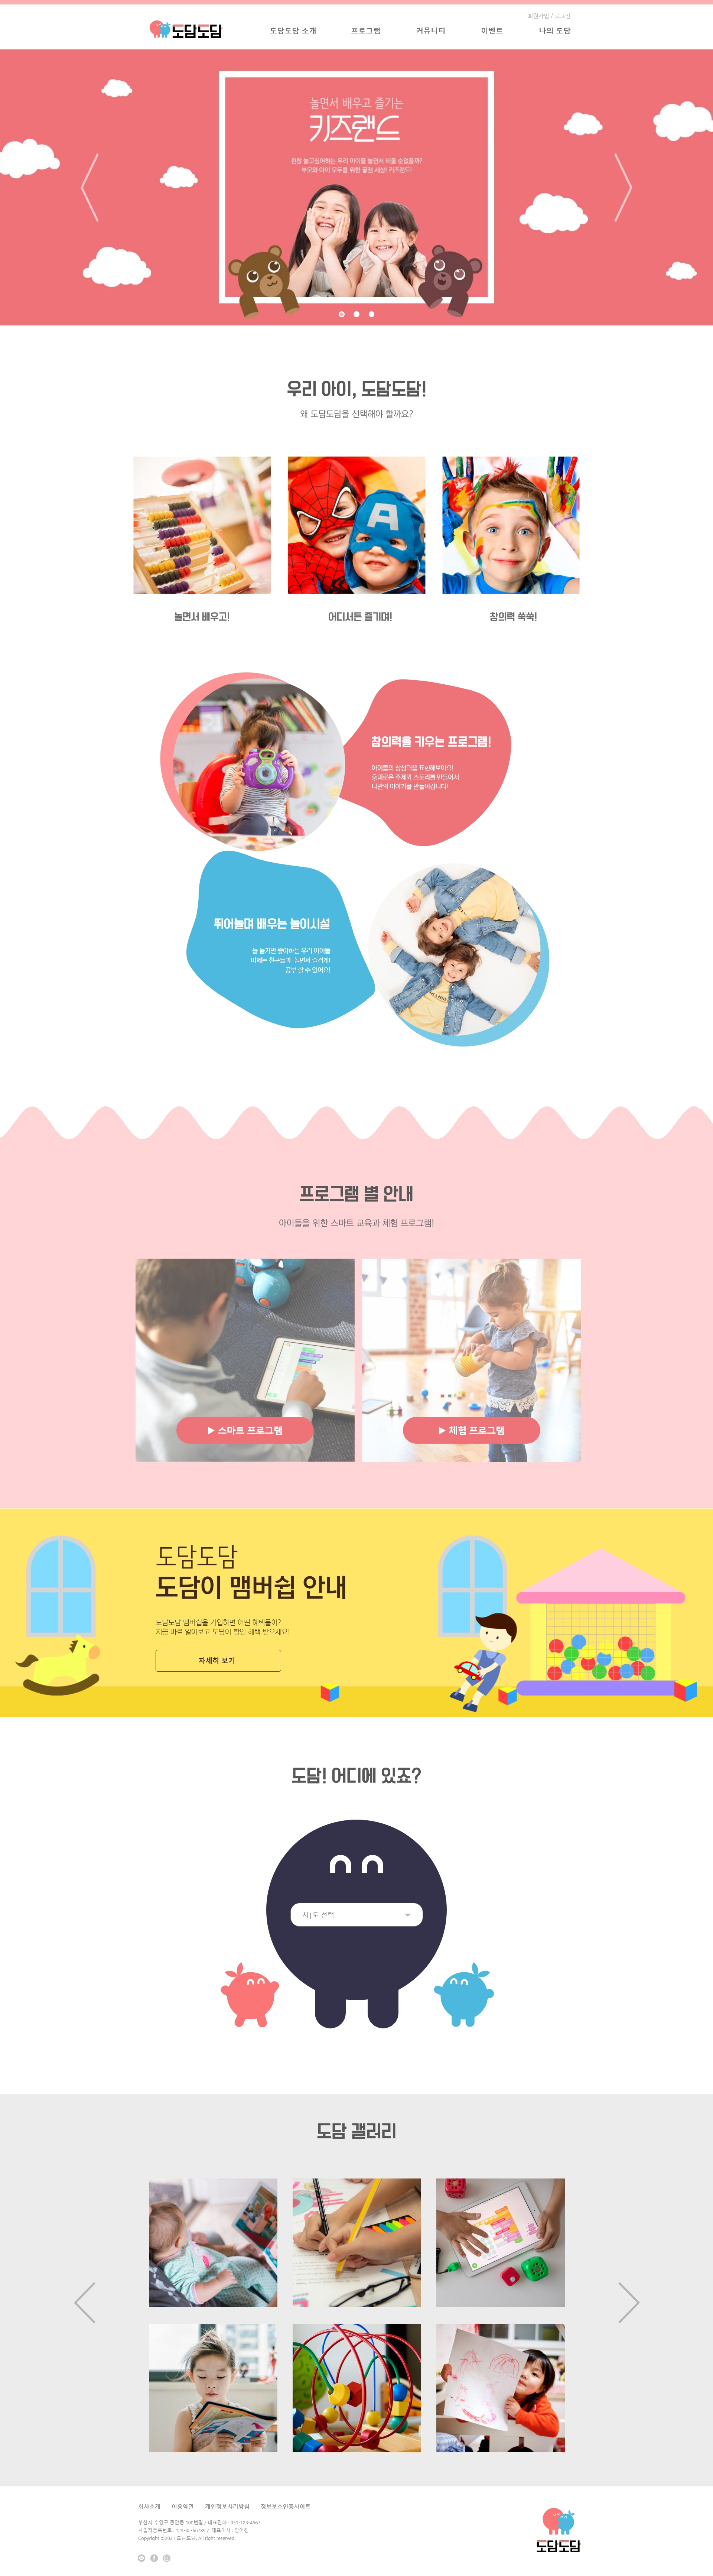 회원가입 / 로그인
도담도담
도담도담 소개
프로그램
커뮤니티
이벤트
나의 도담
놀면서 배우고 즐기는
키즈랜드
한창 놀고싶어하는 우리 아이들 놀면서 배울 순없을까?
부모와 아이 모두를 위한 꿀잼 세상! 키즈랜드!
우리 아이, 도담도담!
왜 도담도담을 선택해야 할까요?
A
놀면서 배우고!
어디서든 즐기며!
창의력 쑥쑥!
창의력을 키우는 프로그램!
아이들의 상상력을 표현해보아요!
흥미로운 주제와 스토리를 만들어서
나만의 이야기를 만들어갑니다!
뛰어놀며 배우는 놀이시설
늘 놀기만 좋아하는 우리 아이들
이제는 친구들과 놀면서 즐겁게!
공부 할 수 있어요!
프로그램 별 안내
아이들을 위한 스마트 교육과 체험 프로그램!
▶ 스마트 프로그램
▶ 체험 프로그램
도담도담
도담이 맴버쉽 안내
도담도담 맴버쉽을 가입하면 어떤 혜택들이?
지금 바로 알아보고 도담이 할인 혜택 받으세요!
자세히 보기
도담! 어디에 있죠?
시|도 선택
도담 갤러리
회사소개
이용약관
개인정보처리방침
정보보호인증사이트
부산시 수영구 광안동 100번길 / 대표전화 : 051-123-4567
사업자등록번호 : 123-45-66789 / 대표이사 : 임여진
Copyright ©2021 도담도담. All right reserved.
도담도담